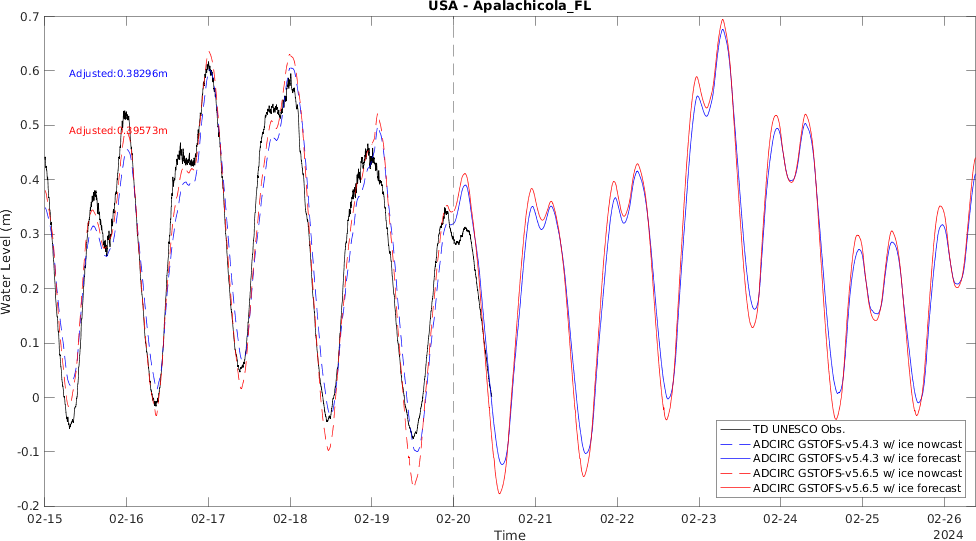 USA - Apalachicola_FL
0.7
0.6
0.5
0.4
0.3
0.2
0.1
0
-0.1
-0.2
Water Level (m)
Adjusted:0.38296m
Adjusted:0.39573m
TD UNESCO Obs.
ADCIRC GSTOFS-v5.4.3 w/ ice nowcast
ADCIRC GSTOFS-v5.4.3 w/ ice forecast
ADCIRC GSTOFS-v5.6.5 w/ ice nowcast
ADCIRC GSTOFS-v5.6.5 w/ ice forecast
02-15 02-16 02-17 02-18 02-19 02-20 02-21 02-22 02-23 02-24 02-25 02-26
Time
2024